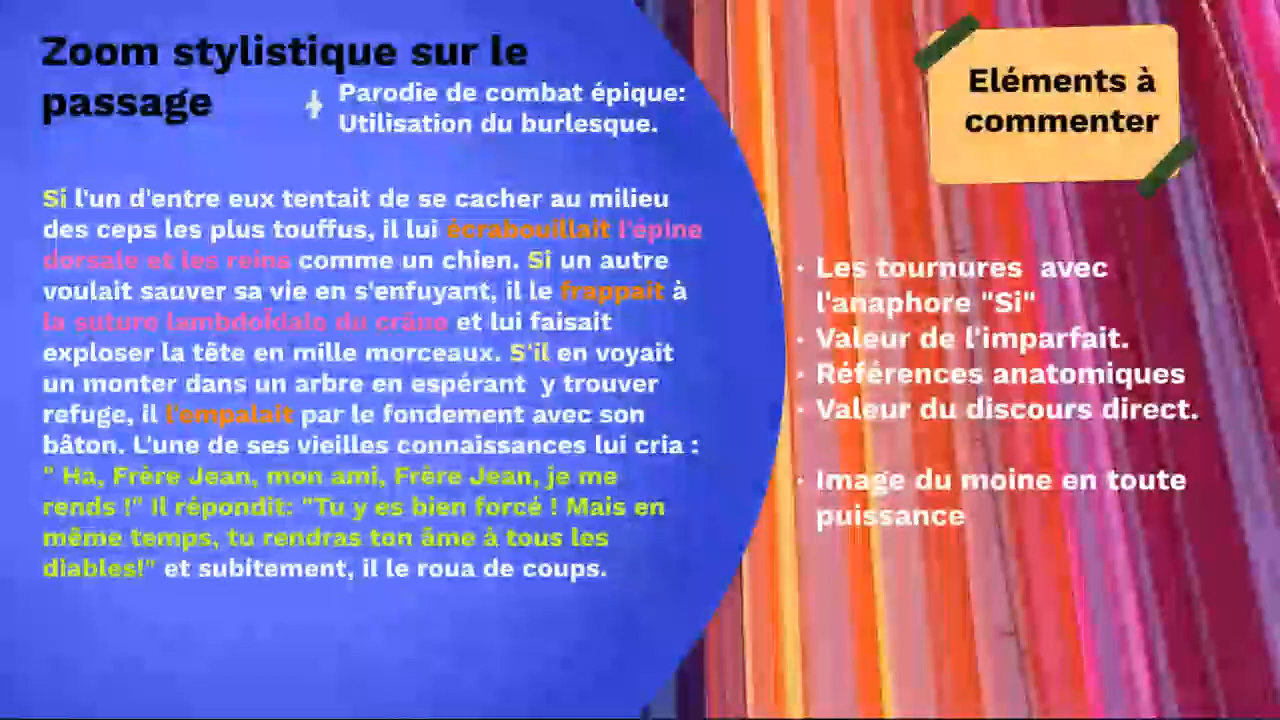 Zoom stylistique sur le
passage
Parodie de combat épique:
Utilisation du burlesque.
Si l'un d'entre eux tentait de se cacher au milieu
des ceps les plus touffus, il lui écrabouillait l'épine
dorsale et les reins comme un chien. Si un autre
voulait sauver sa vie en s'enfuyant, il le frappait à
la suture lambdoïdale du crâne et lui faisait
exploser la tête en mille morceaux. S'il en voyait
un monter dans un arbre en espérant y trouver
refuge, il l'empalait par le fondement avec son
bâton. L'une de ses vieilles connaissances lui cria :
" Ha, Frère Jean, mon ami, Frère Jean, je me
rends !" Il répondit: "Tu y es bien forcé ! Mais en
même temps, tu rendras ton âme à tous les
diables!" et subitement, il le roua de coups.
Eléments à
commenter
· Les tournures avec
l'anaphore "Si"
· Valeur de l'imparfait.
· Références anatomiques
· Valeur du discours direct.
· Image du moine en toute
puissance